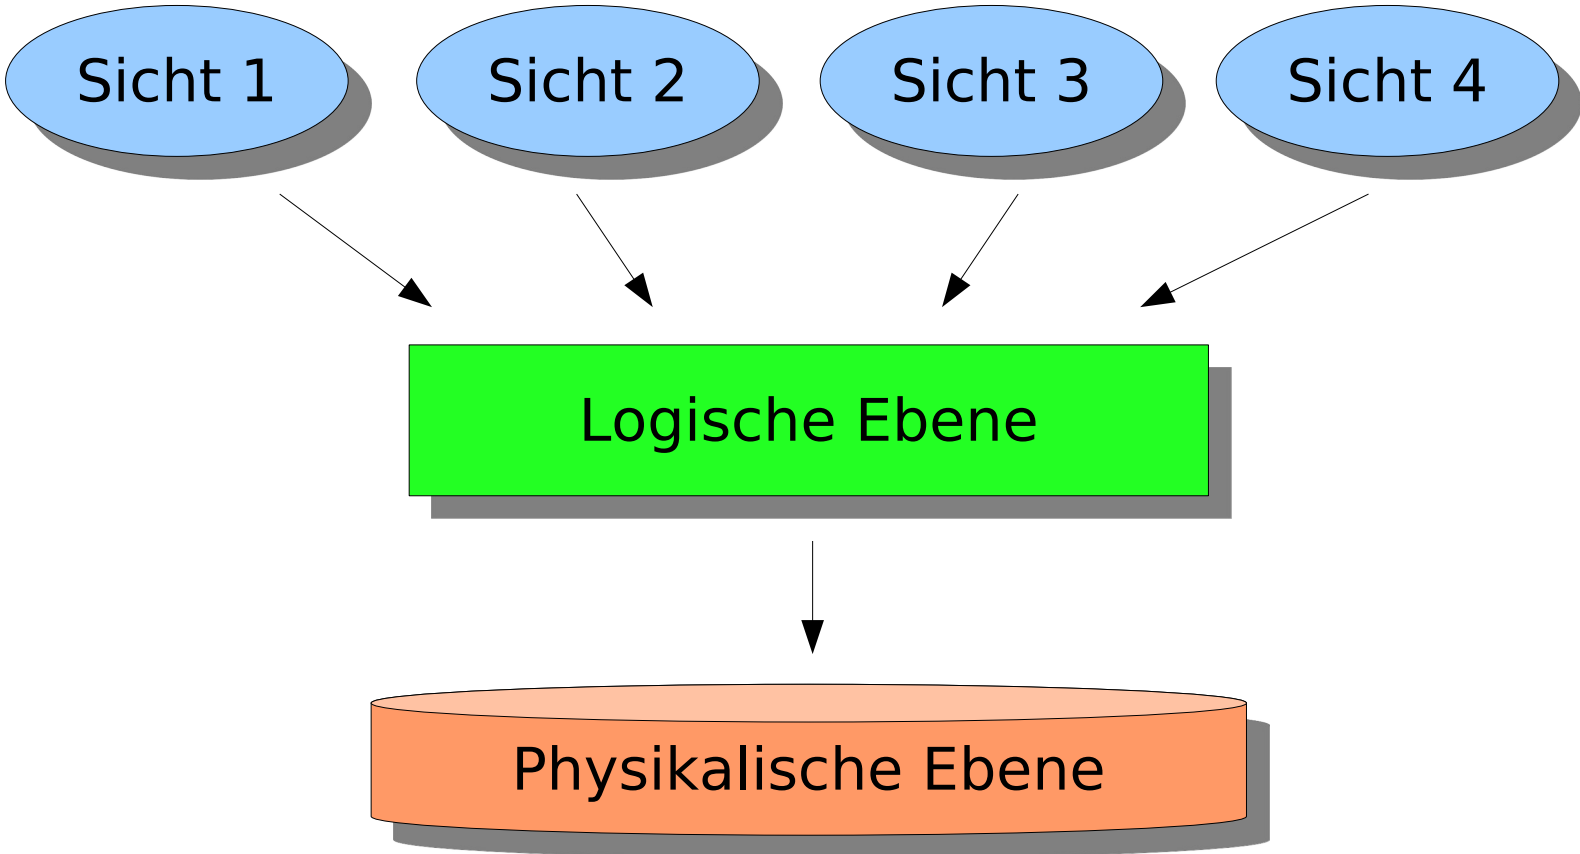 Sicht 1
Sicht 2
Sicht 3
Sicht 4
Logische Ebene
Physikalische Ebene